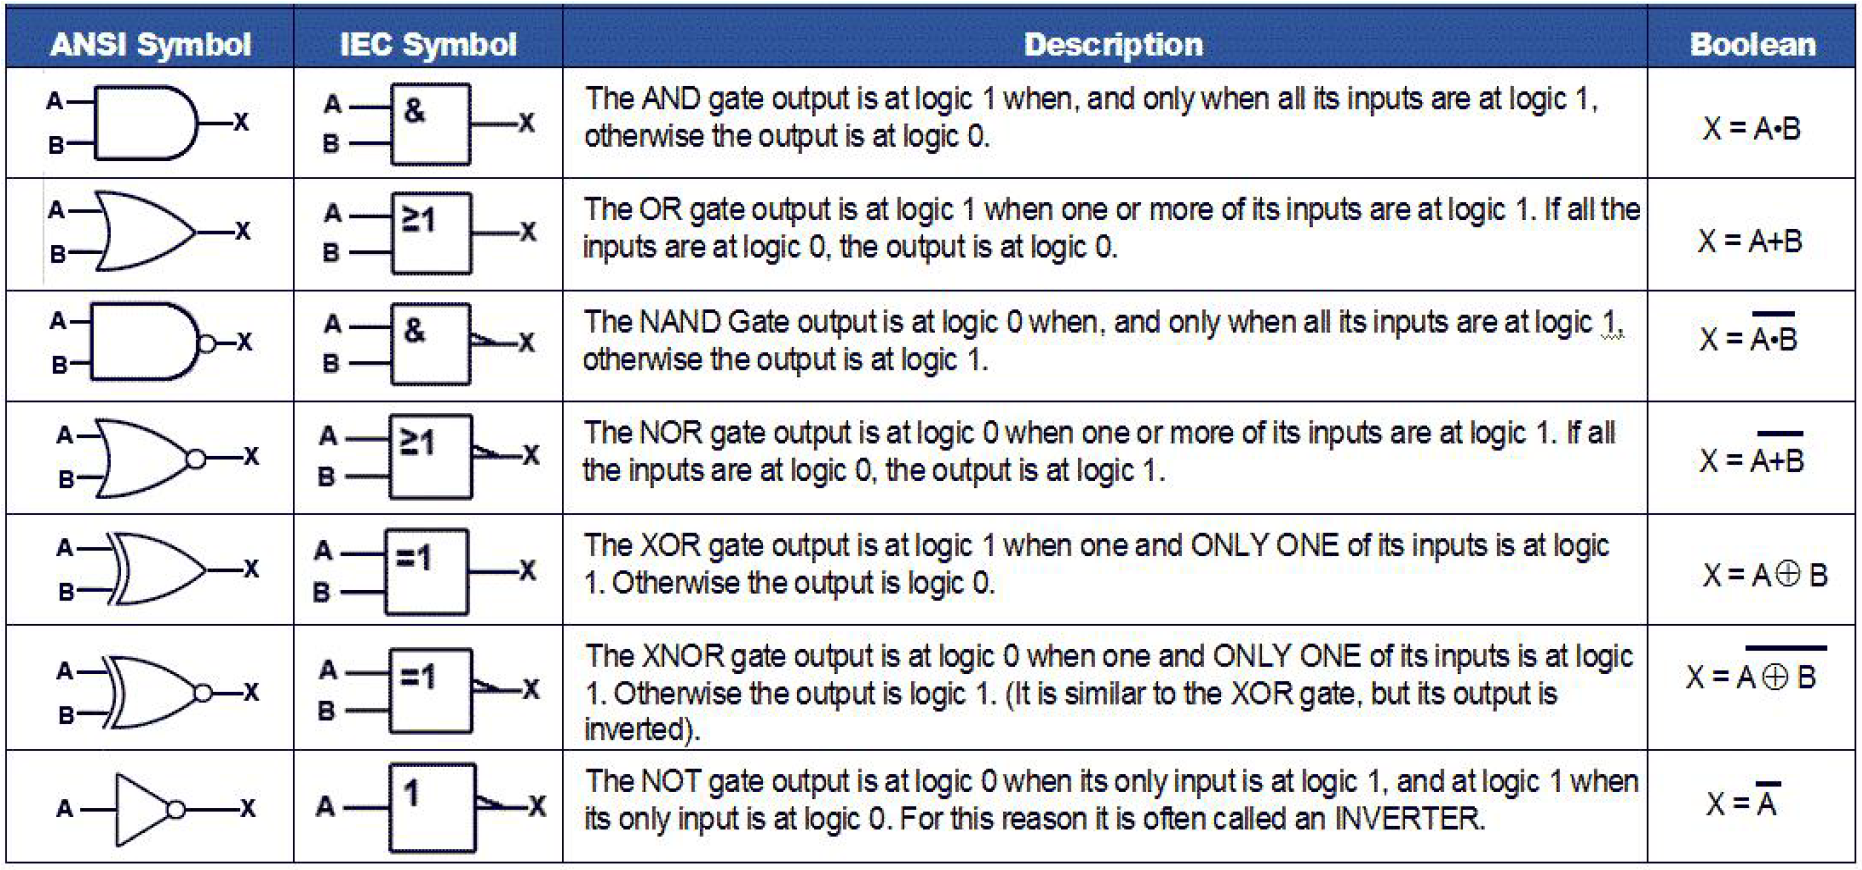 ANSI Symbol IEC Symbol Description Boolean
A B X A B & X The AND gate output is at logic 1 when, and only when all its inputs are at logic 1,
otherwise the output is at logic 0. X = A•B
A B X A B ≥1 X The OR gate output is at logic 1 when one or more of its inputs are at logic 1. If all the
inputs are at logic 0, the output is at logic 0. X = A+B
A B X A B & X The NAND Gate output is at logic 0 when, and only when all its inputs are at logic 1,
otherwise the output is at logic 1. X = A̅•̅B̅
A B X A B ≥1 X The NOR gate output is at logic 0 when one or more of its inputs are at logic 1. If all
the inputs are at logic 0, the output is at logic 1. X = A̅+̅B̅
A B X A B =1 X The XOR gate output is at logic 1 when one and ONLY ONE of its inputs is at logic
1. Otherwise the output is logic 0. X = A ⊕ B
A B X A B =1 X The XNOR gate output is at logic 0 when one and ONLY ONE of its inputs is at logic
1. Otherwise the output is logic 1. (It is similar to the XOR gate, but its output is
inverted). X = A̅ ̅⊕̅ ̅B̅
A X A 1 X The NOT gate output is at logic 0 when its only input is at logic 1, and at logic 1 when
its only input is at logic 0. For this reason it is often called an INVERTER. X = A̅